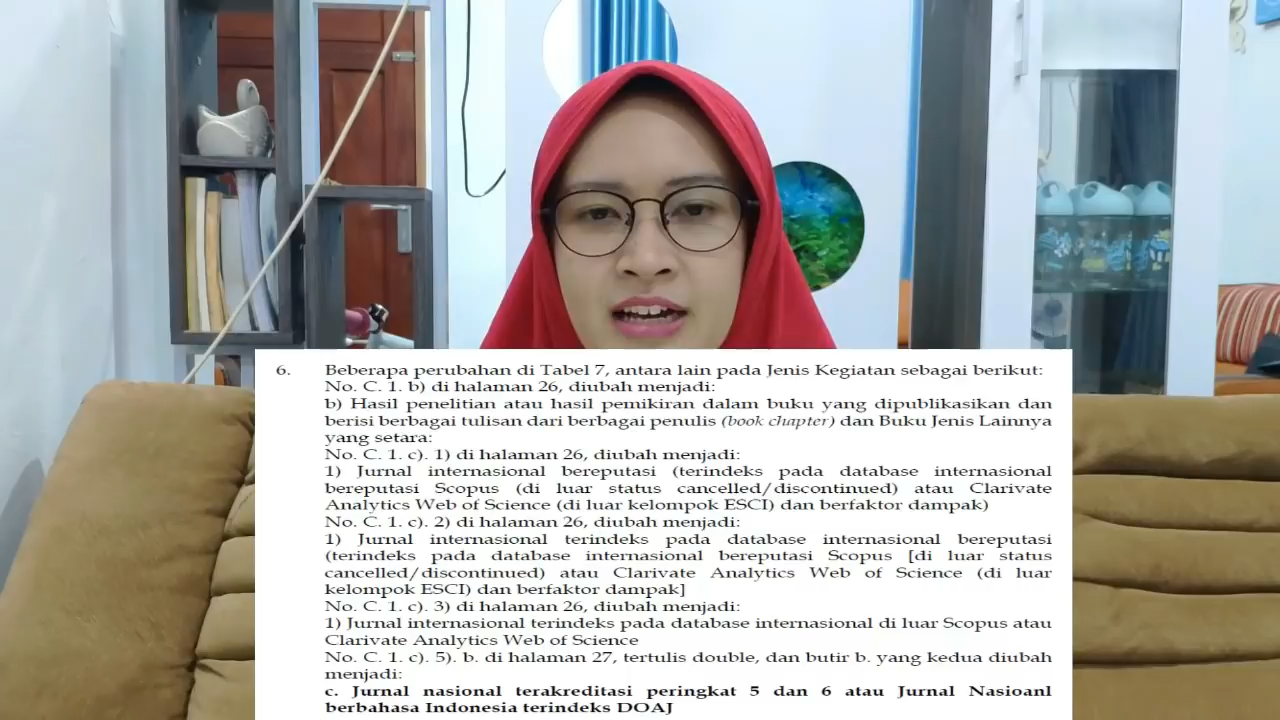 6. Beberapa perubahan di Tabel 7, antara lain pada Jenis Kegiatan sebagai berikut:
No. C. 1. b) di halaman 26, diubah menjadi:
b) Hasil penelitian atau hasil pemikiran dalam buku yang dipublikasikan dan
berisi berbagai tulisan dari berbagai penulis (book chapter) dan Buku Jenis Lainnya
yang setara:
No. C. 1. c). 1) di halaman 26, diubah menjadi:
1) Jurnal internasional bereputasi (terindeks pada database internasional
bereputasi Scopus (di luar status cancelled/discontinued) atau Clarivate
Analytics Web of Science (di luar kelompok ESCI) dan berfaktor dampak)
No. C. 1. c). 2) di halaman 26, diubah menjadi:
1) Jurnal internasional terindeks pada database internasional bereputasi
(terindeks pada database internasional bereputasi Scopus [di luar status
cancelled/discontinued) atau Clarivate Analytics Web of Science (di luar
kelompok ESCI) dan berfaktor dampak]
No. C. 1. c). 3) di halaman 26, diubah menjadi:
1) Jurnal internasional terindeks pada database internasional di luar Scopus atau
Clarivate Analytics Web of Science
No. C. 1. c). 5). b. di halaman 27, tertulis double, dan butir b. yang kedua diubah
menjadi:
c. Jurnal nasional terakreditasi peringkat 5 dan 6 atau Jurnal Nasioanl
berbahasa Indonesia terindeks DOAJ